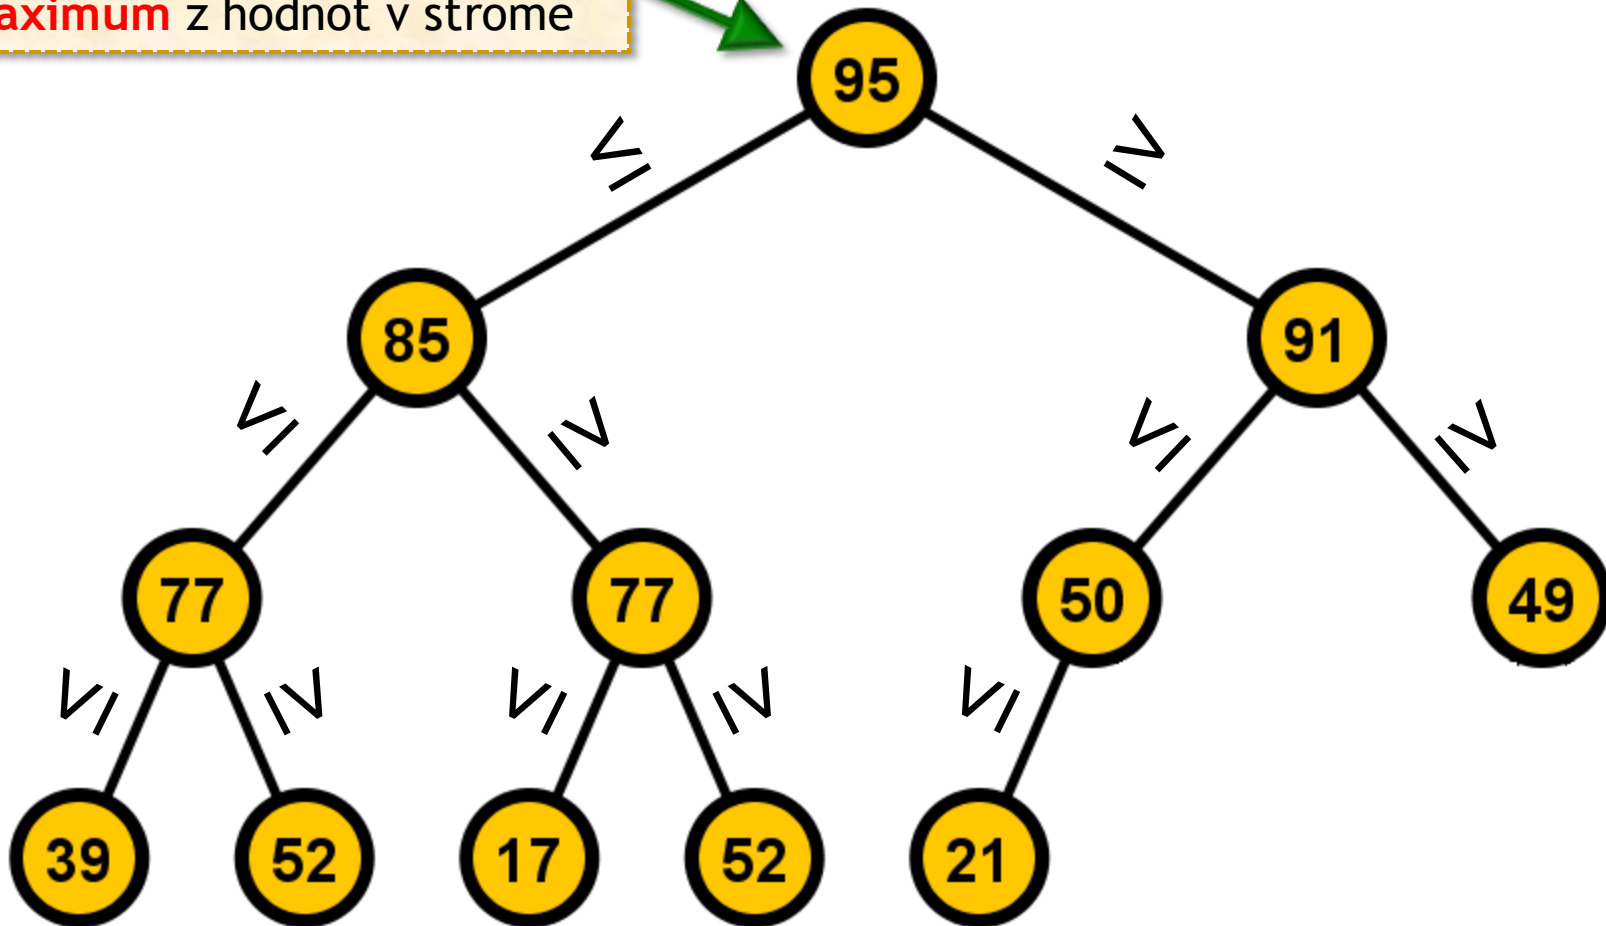 aximum z hodnot v strome
95
≤ ≥
85 91
≤ ≥ ≤ ≥
77 77 50 49
≤ ≥ ≤ ≥ ≤
39 52 17 52 21